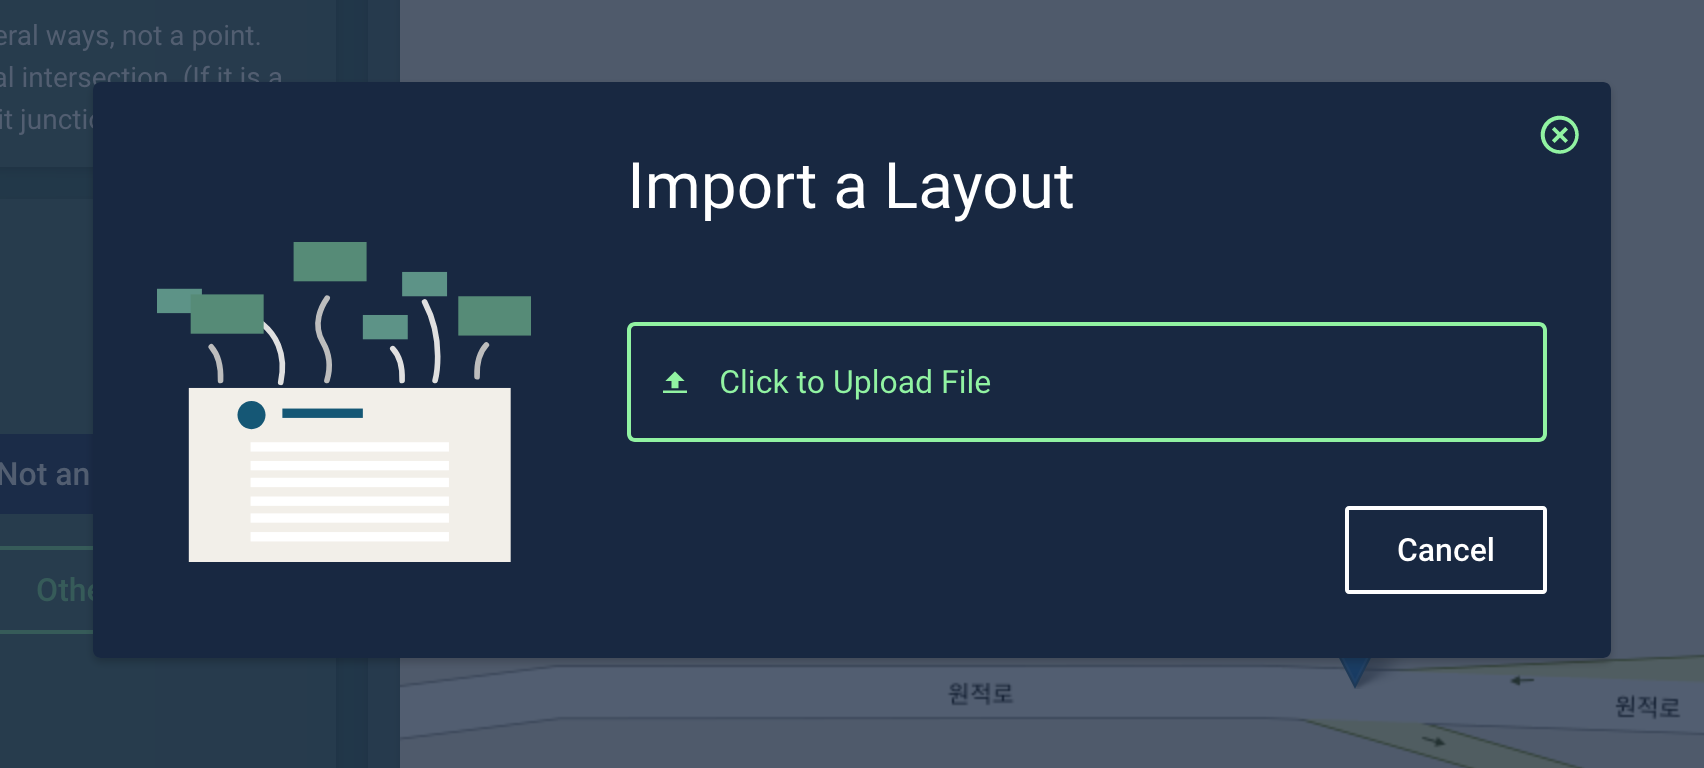 eral ways, not a point.
al intersection. (If it is a
it juncti
Import a Layout
Click to Upload File
Not an
Cancel
Othe
원적로
원적로